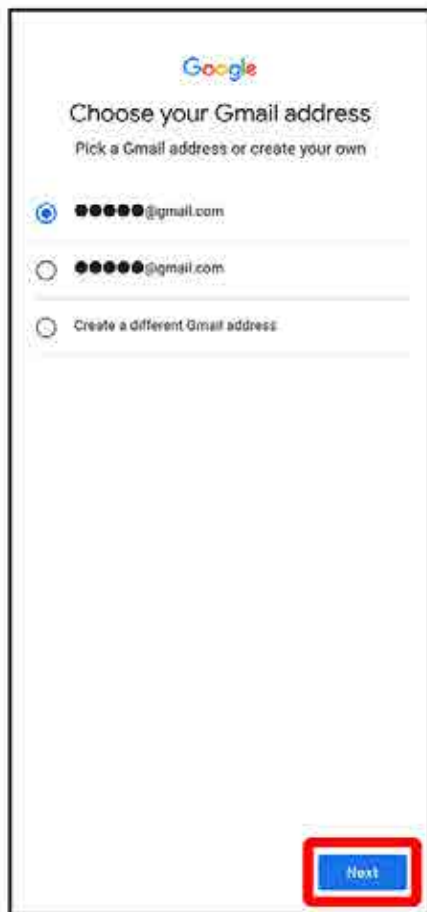 Google
Choose your Gmail address
Pick a Gmail address or create your own
●●●●●@gmail.com
●●●●●@gmail.com
Create a different Gmail address
Next